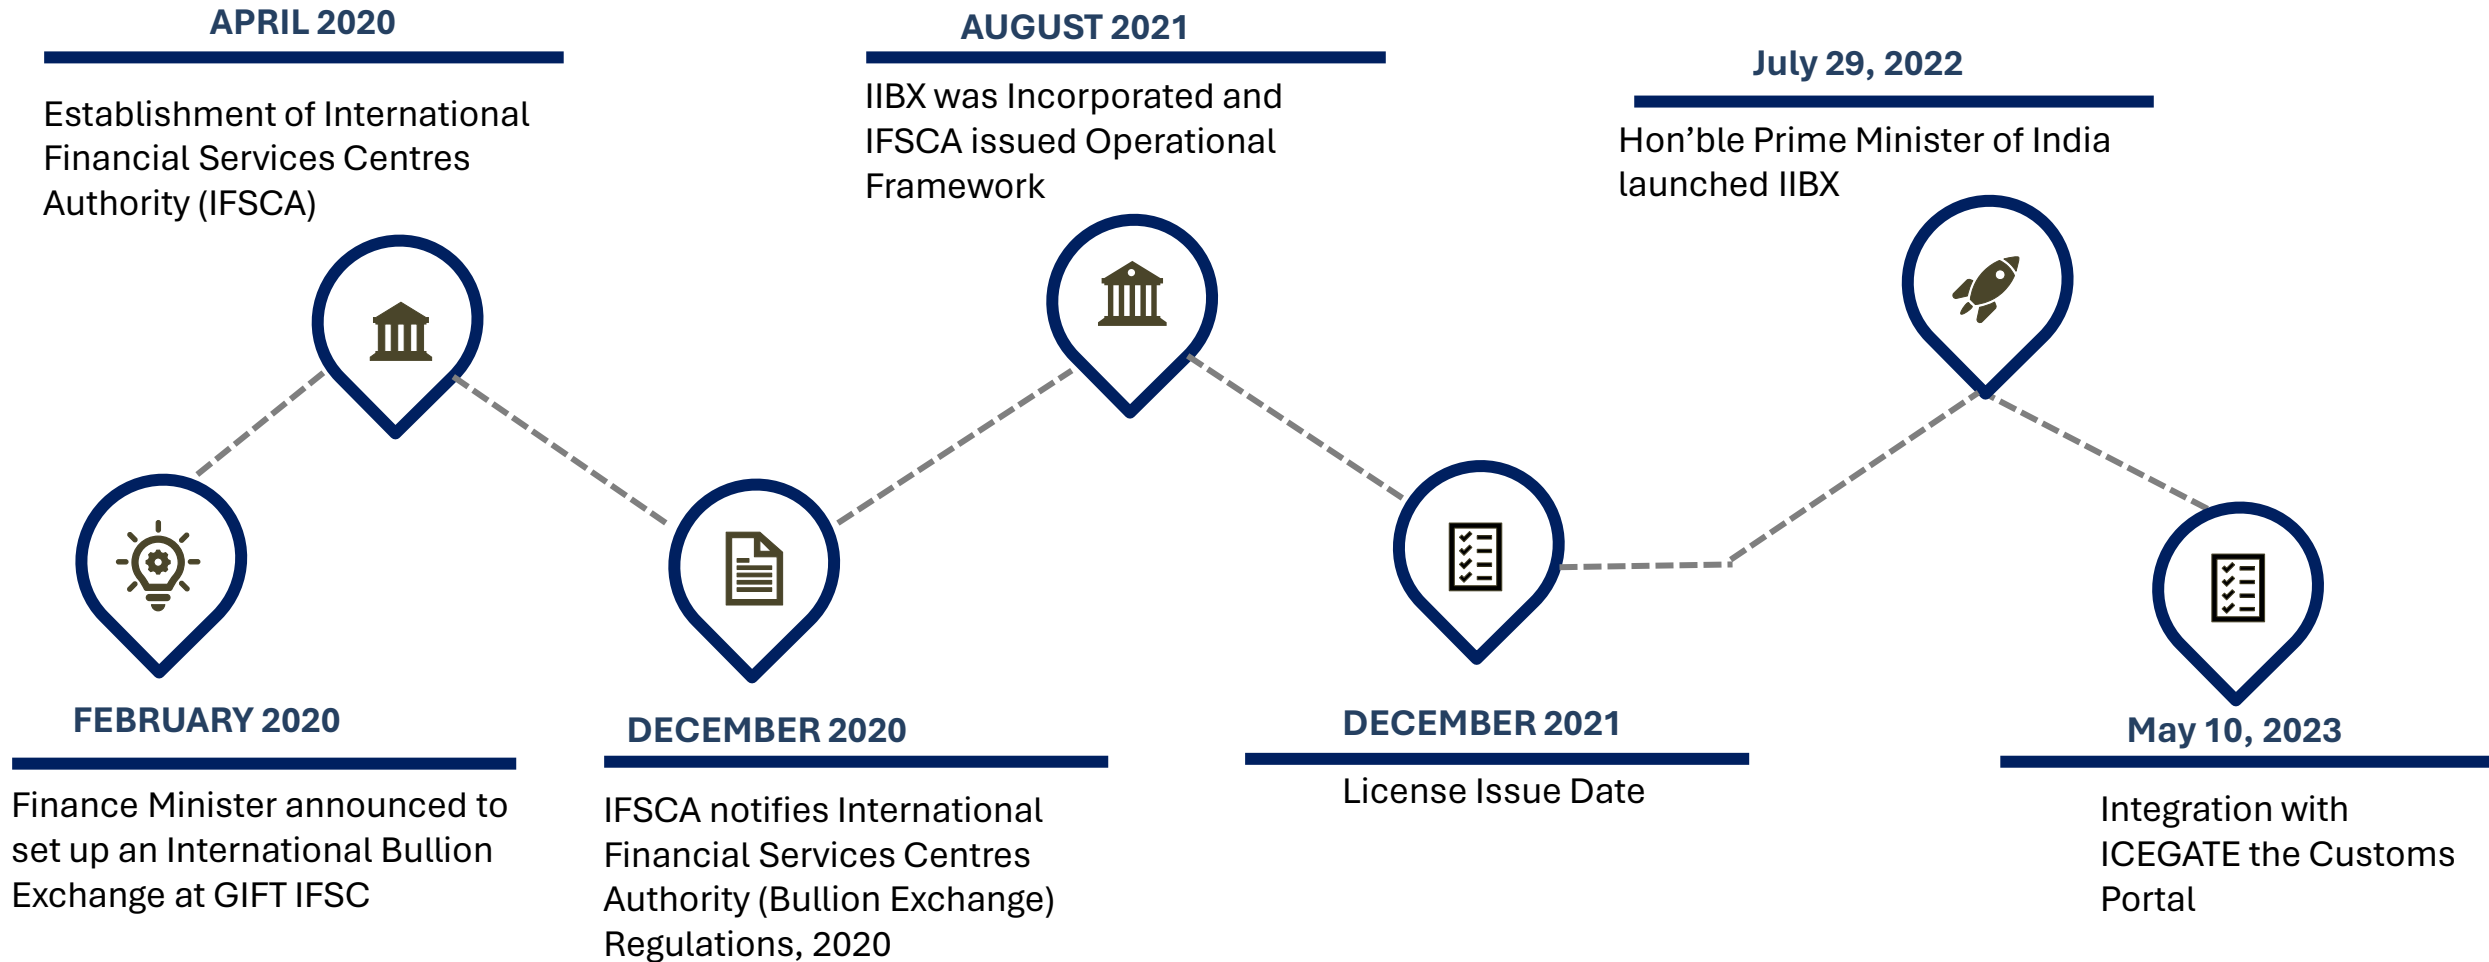 APRIL 2020
Establishment of International
Financial Services Centres
Authority (IFSCA)
AUGUST 2021
IIBX was Incorporated and
IFSCA issued Operational
Framework
July 29, 2022
Hon’ble Prime Minister of India
launched IIBX
FEBRUARY 2020
Finance Minister announced to
set up an International Bullion
Exchange at GIFT IFSC
DECEMBER 2020
IFSCA notifies International
Financial Services Centres
Authority (Bullion Exchange)
Regulations, 2020
DECEMBER 2021
License Issue Date
May 10, 2023
Integration with
ICEGATE the Customs
Portal